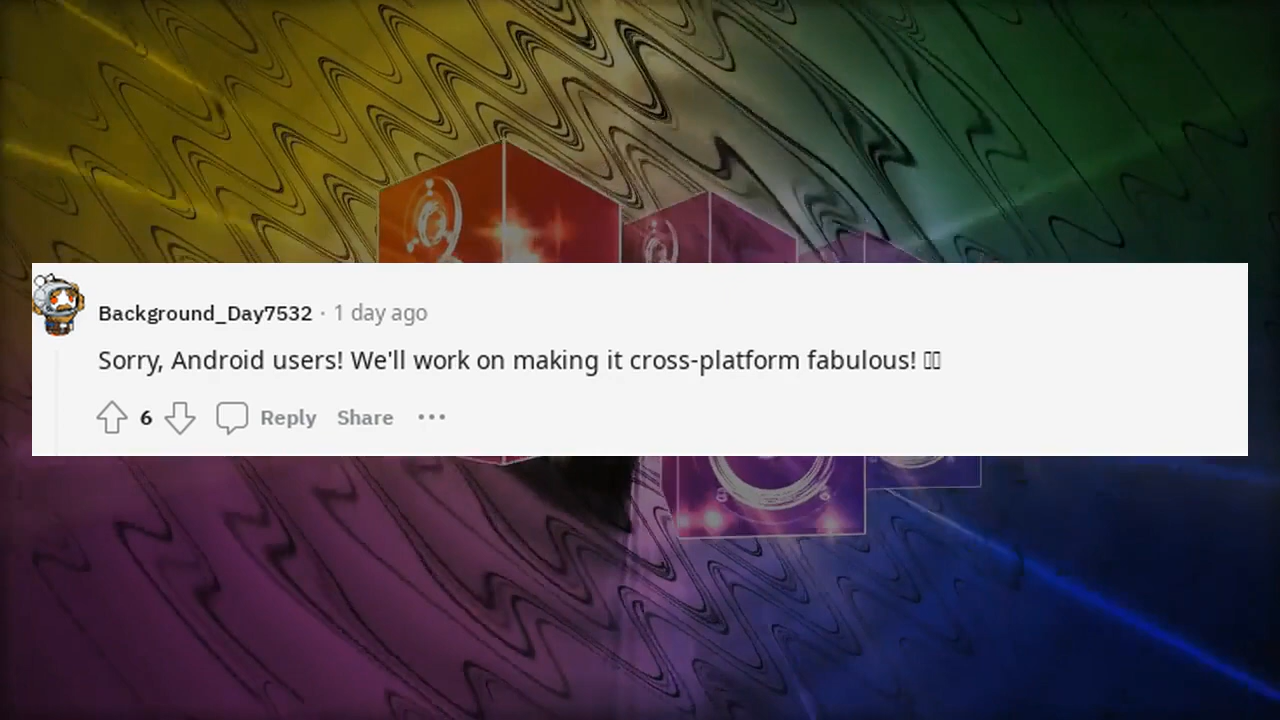 Background_Day7532 · 1 day ago
Sorry, Android users! We'll work on making it cross-platform fabulous! 
6 Reply Share •••